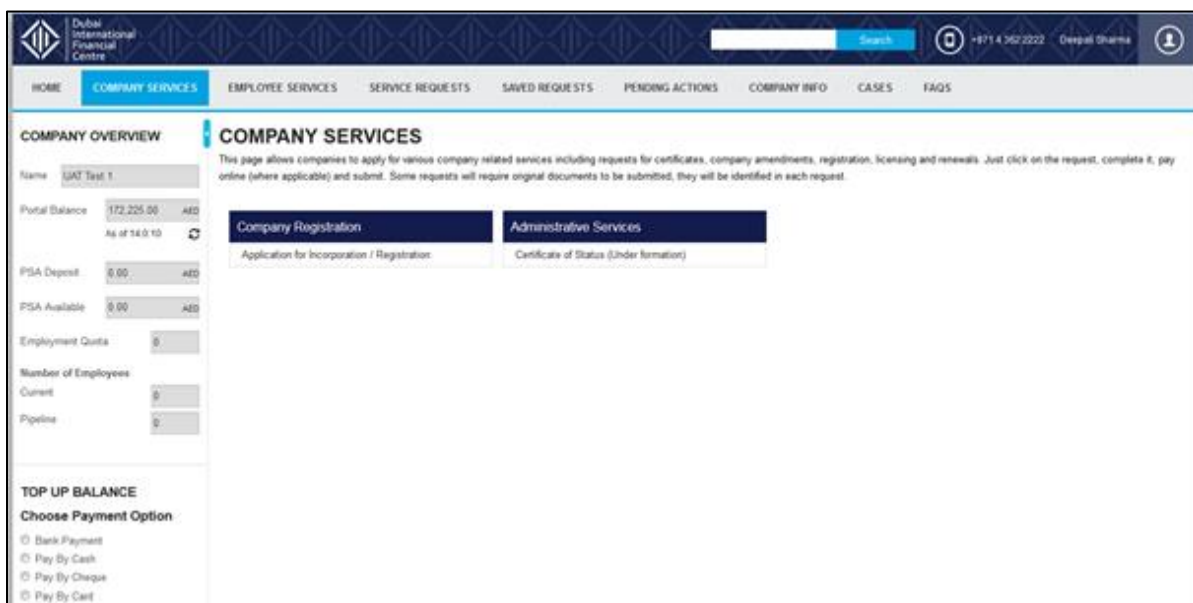 Dubai
International
Financial
Centre
Search
+971 4 362 2222
Deepali Sharma
HOME
COMPANY SERVICES
EMPLOYEE SERVICES
SERVICE REQUESTS
SAVED REQUESTS
PENDING ACTIONS
COMPANY INFO
CASES
FAQS
COMPANY OVERVIEW
Name UAT Test 1
Portal Balance 172,225.00 AED
As of 14:0:10
PSA Deposit 0.00 AED
PSA Available 0.00 AED
Employment Quota 0
Number of Employees
Current 0
Pipeline 0
TOP UP BALANCE
Choose Payment Option
Bank Payment
Pay By Cash
Pay By Cheque
Pay By Card
COMPANY SERVICES
This page allows companies to apply for various company related services including requests for certificates, company amendments, registration, licensing and renewals. Just click on the request, complete it, pay
online (where applicable) and submit. Some requests will require original documents to be submitted, they will be identified in each request.
Company Registration
Application for Incorporation / Registration
Administrative Services
Certificate of Status (Under formation)